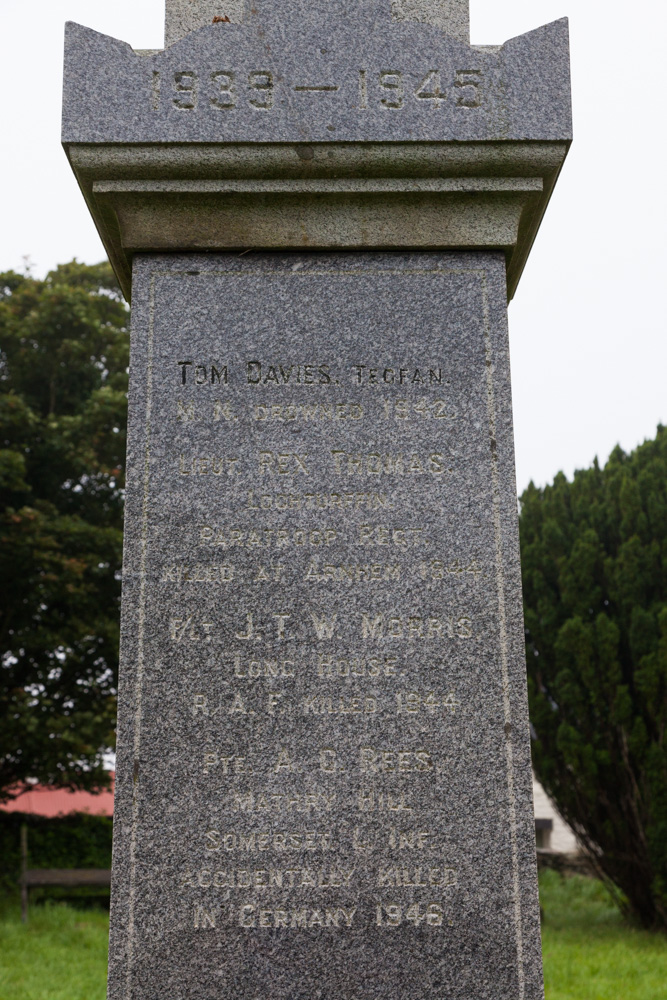 1939 — 1945
TOM DAVIES. TEGFAN.
M. N. DROWNED 1942.
LIEUT REX THOMAS.
PARATROOP REGT.
KILLED AT ARNHEM 1944
F/LT J. T. W. MORRIS.
LONG HOUSE.
R. A. F. KILLED 1944
PTE. A. G. REES.
MATHRY HILL
SOMERSET L. INF.
ACCIDENTALLY KILLED
IN GERMANY 1946.